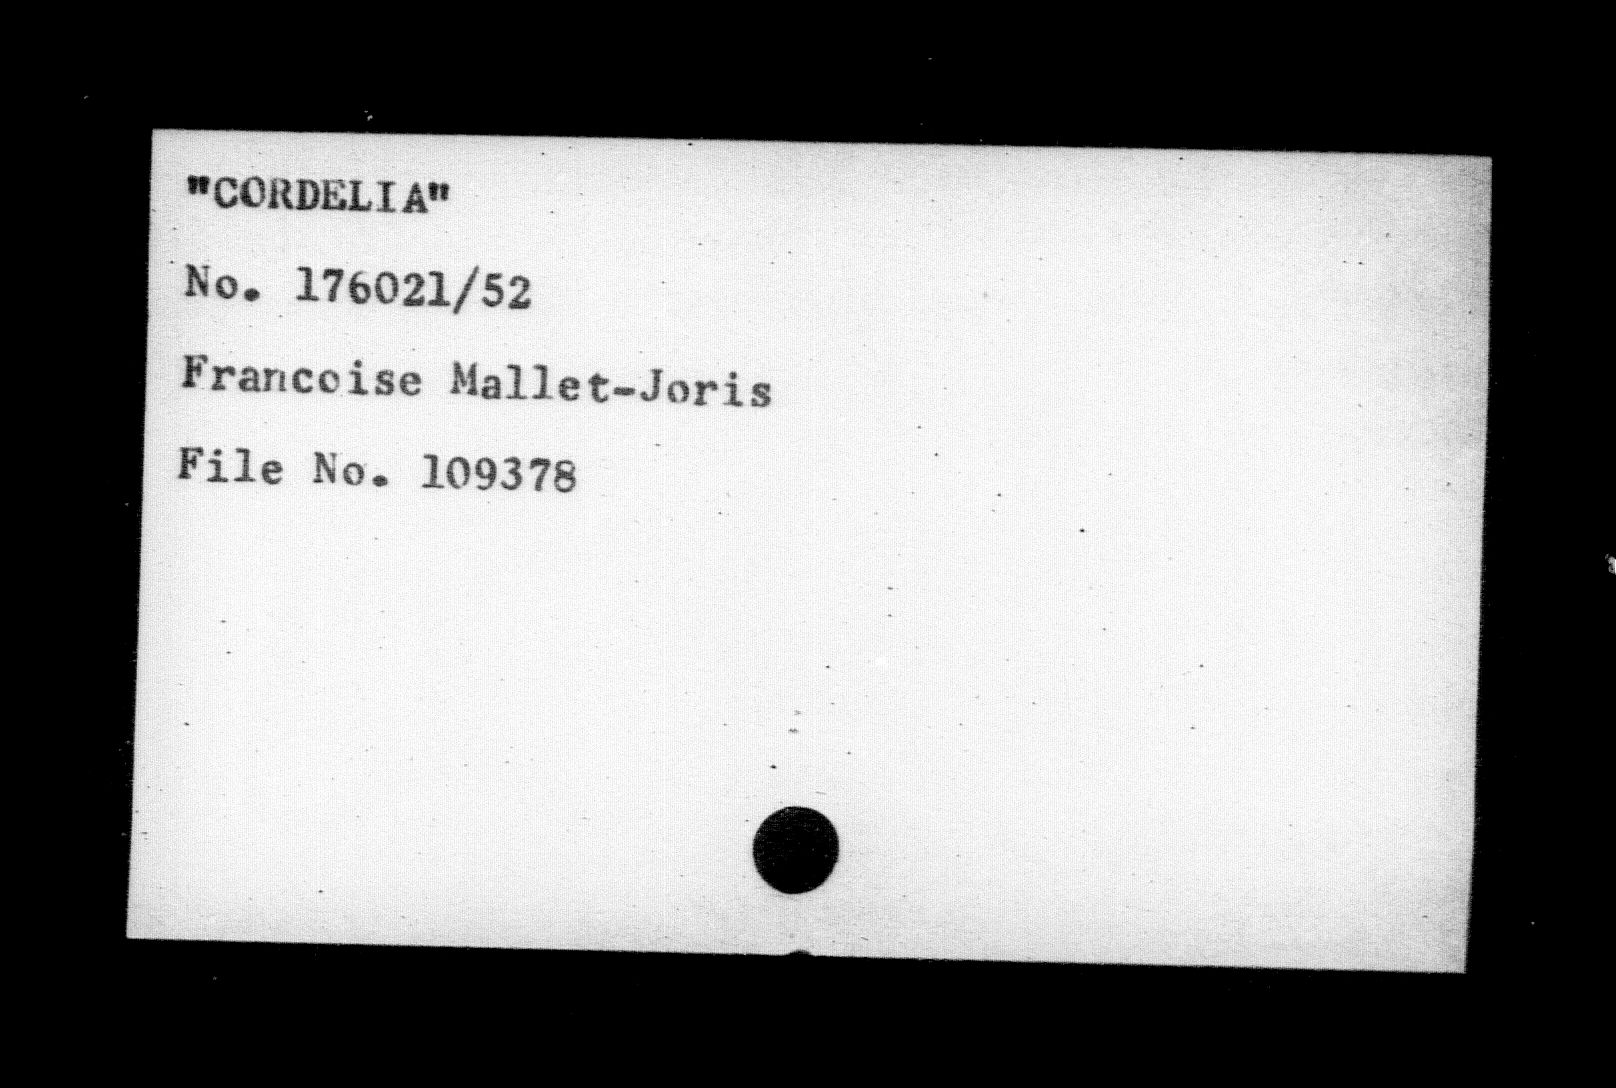 "CORDELIA"
No. 176021/52
Francoise Mallet-Joris
File No. 109378